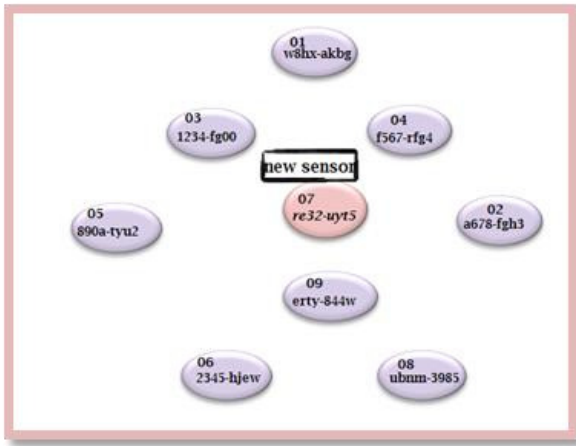 01
w8hx-akbg
03
1234-fg00
04
f567-rfg4
new sensor
07
re32-uyt5
05
890a-tyu2
02
a678-fgh3
09
erty-844w
06
2345-hjew
08
ubnm-3985